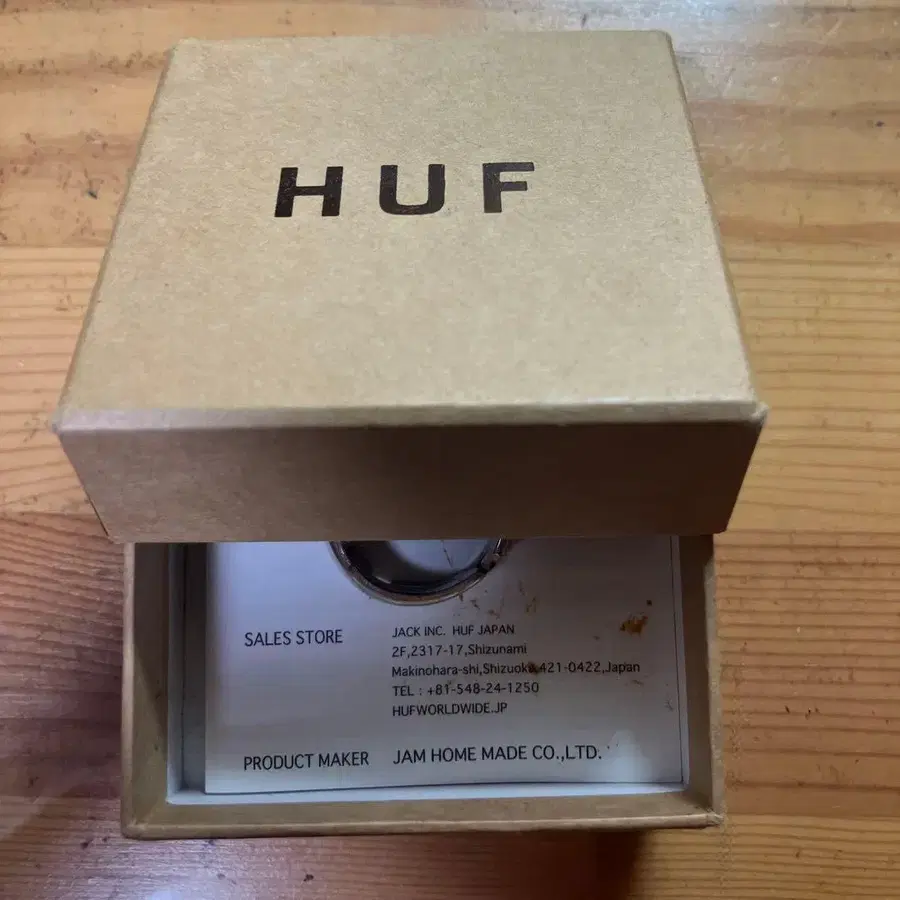 HUF
SALES STORE
JACK INC. HUF JAPAN
2F,2317-17,Shizunami
Makinohara-shi,Shizuoka,421-0422,Japan
TEL : +81-548-24-1250
HUFWORLDWIDE.JP
PRODUCT MAKER JAM HOME MADE CO.,LTD.